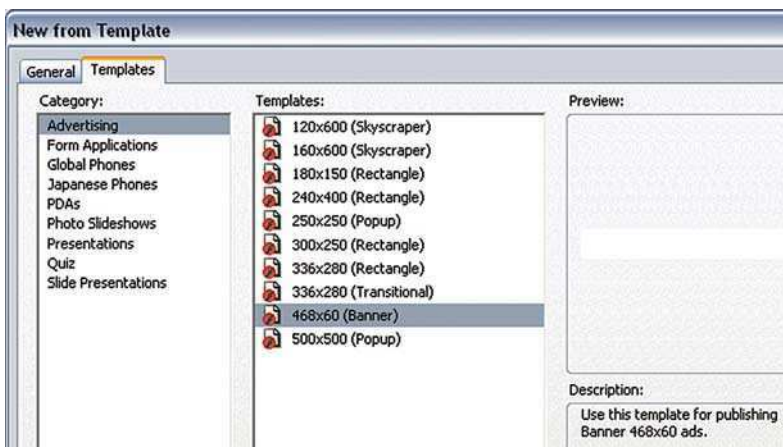 New from Template
General
Templates
Category:
Advertising
Form Applications
Global Phones
Japanese Phones
PDAs
Photo Slideshows
Presentations
Quiz
Slide Presentations
Templates:
120x600 (Skyscraper)
160x600 (Skyscraper)
180x150 (Rectangle)
240x400 (Rectangle)
250x250 (Popup)
300x250 (Rectangle)
336x280 (Rectangle)
336x280 (Transitional)
468x60 (Banner)
500x500 (Popup)
Preview:
Description:
Use this template for publishing
Banner 468x60 ads.